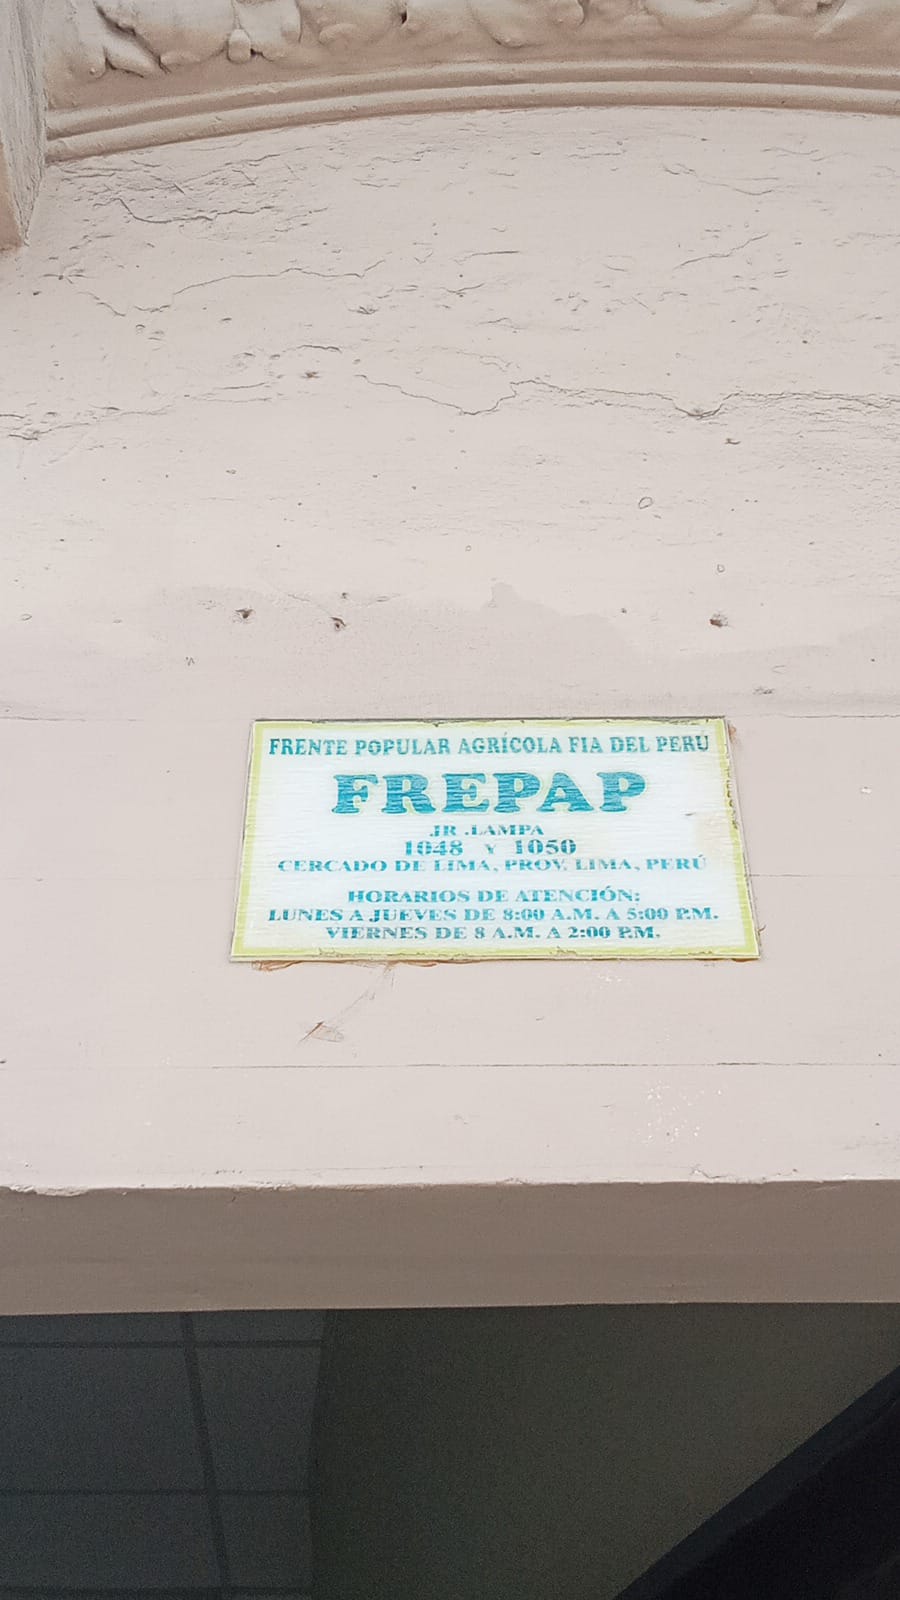 FRENTE POPULAR AGRÍCOLA FIA DEL PERÚ
FREPAP
JR .LAMPA
1048 Y 1050
CERCADO DE LIMA, PROV. LIMA, PERÚ
HORARIOS DE ATENCIÓN:
LUNES A JUEVES DE 8:00 A.M. A 5:00 P.M.
VIERNES DE 8 A.M. A 2:00 P.M.